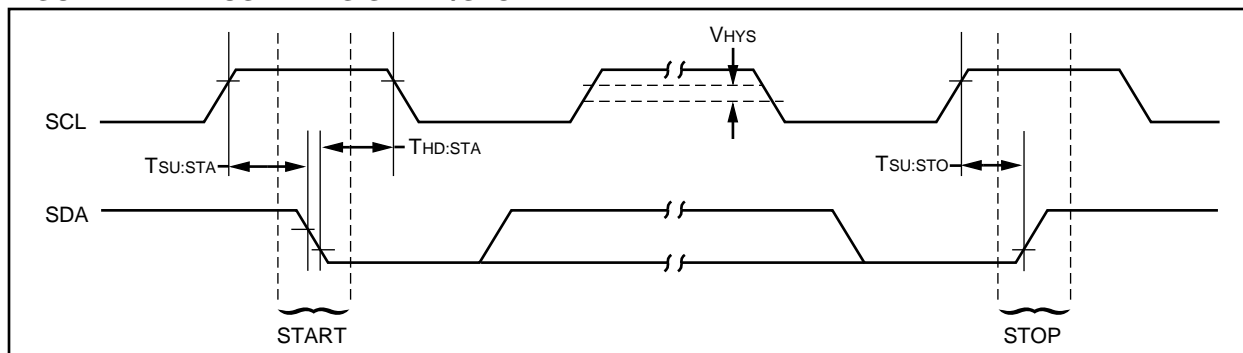 VHYS
SCL
THD:STA
TSU:STA
TSU:STO
SDA
START
STOP